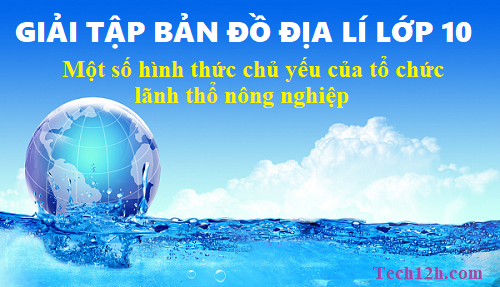 GIẢI TẬP BẢN ĐỒ ĐỊA LÍ LỚP 10
Một số hình thức chủ yếu của tổ chức
lãnh thổ nông nghiệp
Tech12h.com